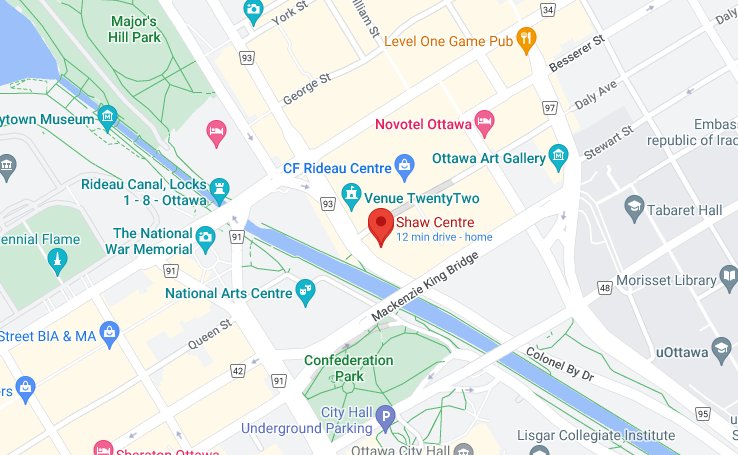 34
Daly
Major's
Hill Park
York St
William St
Level One Game Pub
Besserer St
93
George St
97
Daly Ave
ytown Museum
Novotel Ottawa
Stewart St
Embas
republic of Iraq
CF Rideau Centre
Ottawa Art Gallery
Rideau Canal, Locks
1 - 8 - Ottawa
93
Venue TwentyTwo
Tabaret Hall
Shaw Centre
12 min drive - home
ennial Flame
The National
War Memorial
91
91
Mackenzie King Bridge
Morisset Library
National Arts Centre
48
Queen St
Street BIA & MA
Colonel By Dr
uOttawa
Confederation
Park
42
91
ers
City Hall
Underground Parking
P
95
Lisgar Collegiate Institute
Ottawa City Hall
Sheraton Ottawa